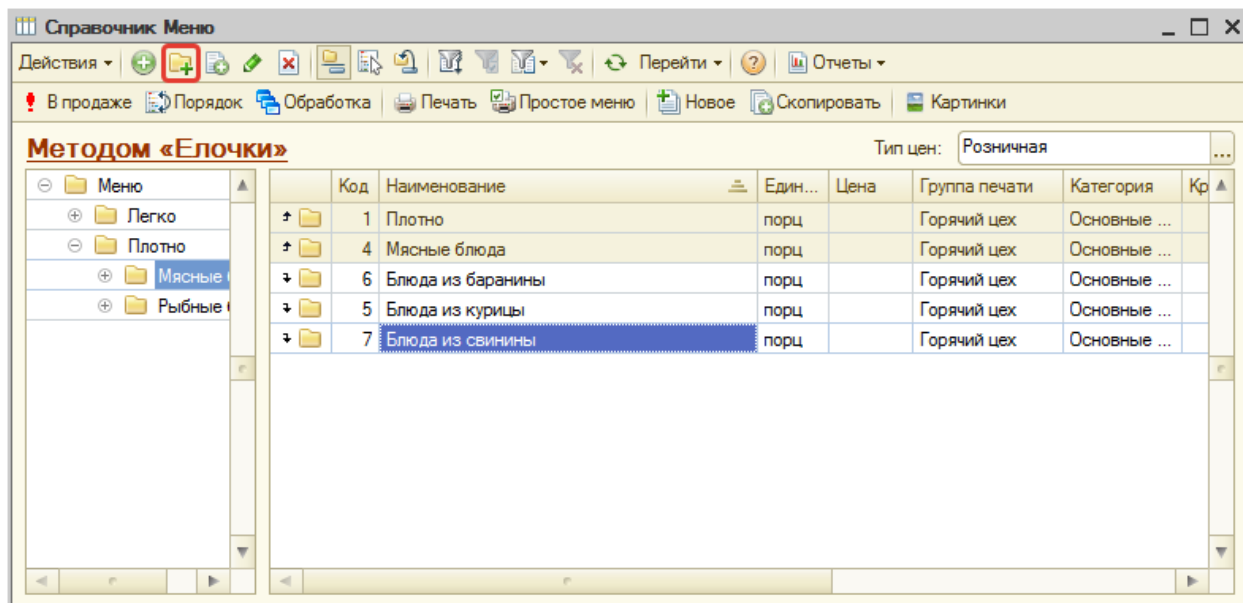 Справочник Меню
Действия Перейти ? Отчеты
В продаже Порядок Обработка Печать Простое меню Новое Скопировать Картинки
Методом «Елочки» Тип цен: Розничная ...
Меню Код Наименование Един... Цена Группа печати Категория Кр
Легко 1 Плотно порц Горячий цех Основные ...
Плотно 4 Мясные блюда порц Горячий цех Основные ...
Мясные 6 Блюда из баранины порц Горячий цех Основные ...
Рыбные 5 Блюда из курицы порц Горячий цех Основные ...
7 Блюда из свинины порц Горячий цех Основные ...